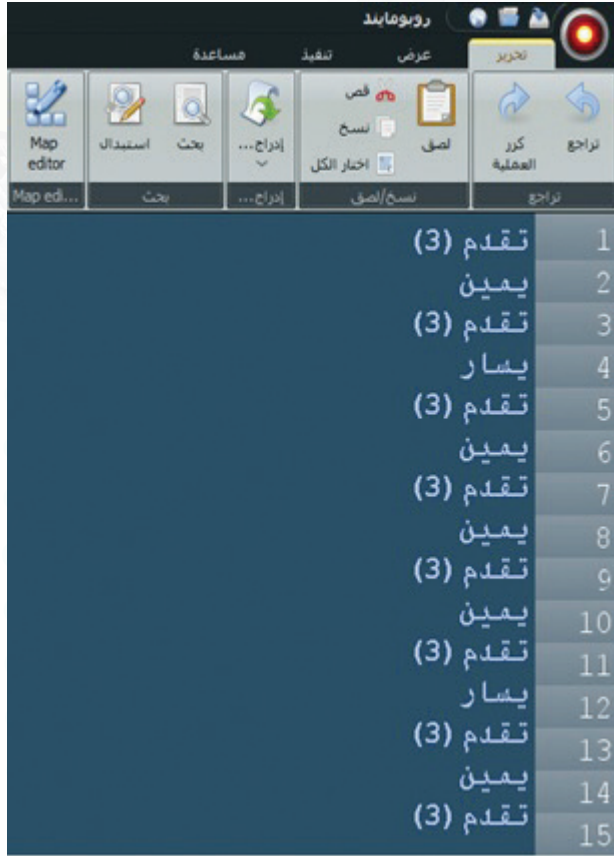 روبومايند
تحرير
عرض
تنفيذ
مساعدة
تراجع
كرر العملية
لصق
قص
نسخ
اختار الكل
إدراج...
بحث
استبدال
Map editor
تراجع
نسخ/لصق
إدراج...
بحث
Map edi...
1 تقدم (3)
2 يمين
3 تقدم (3)
4 يسار
5 تقدم (3)
6 يمين
7 تقدم (3)
8 يمين
9 تقدم (3)
10 يمين
11 تقدم (3)
12 يسار
13 تقدم (3)
14 يمين
15 تقدم (3)